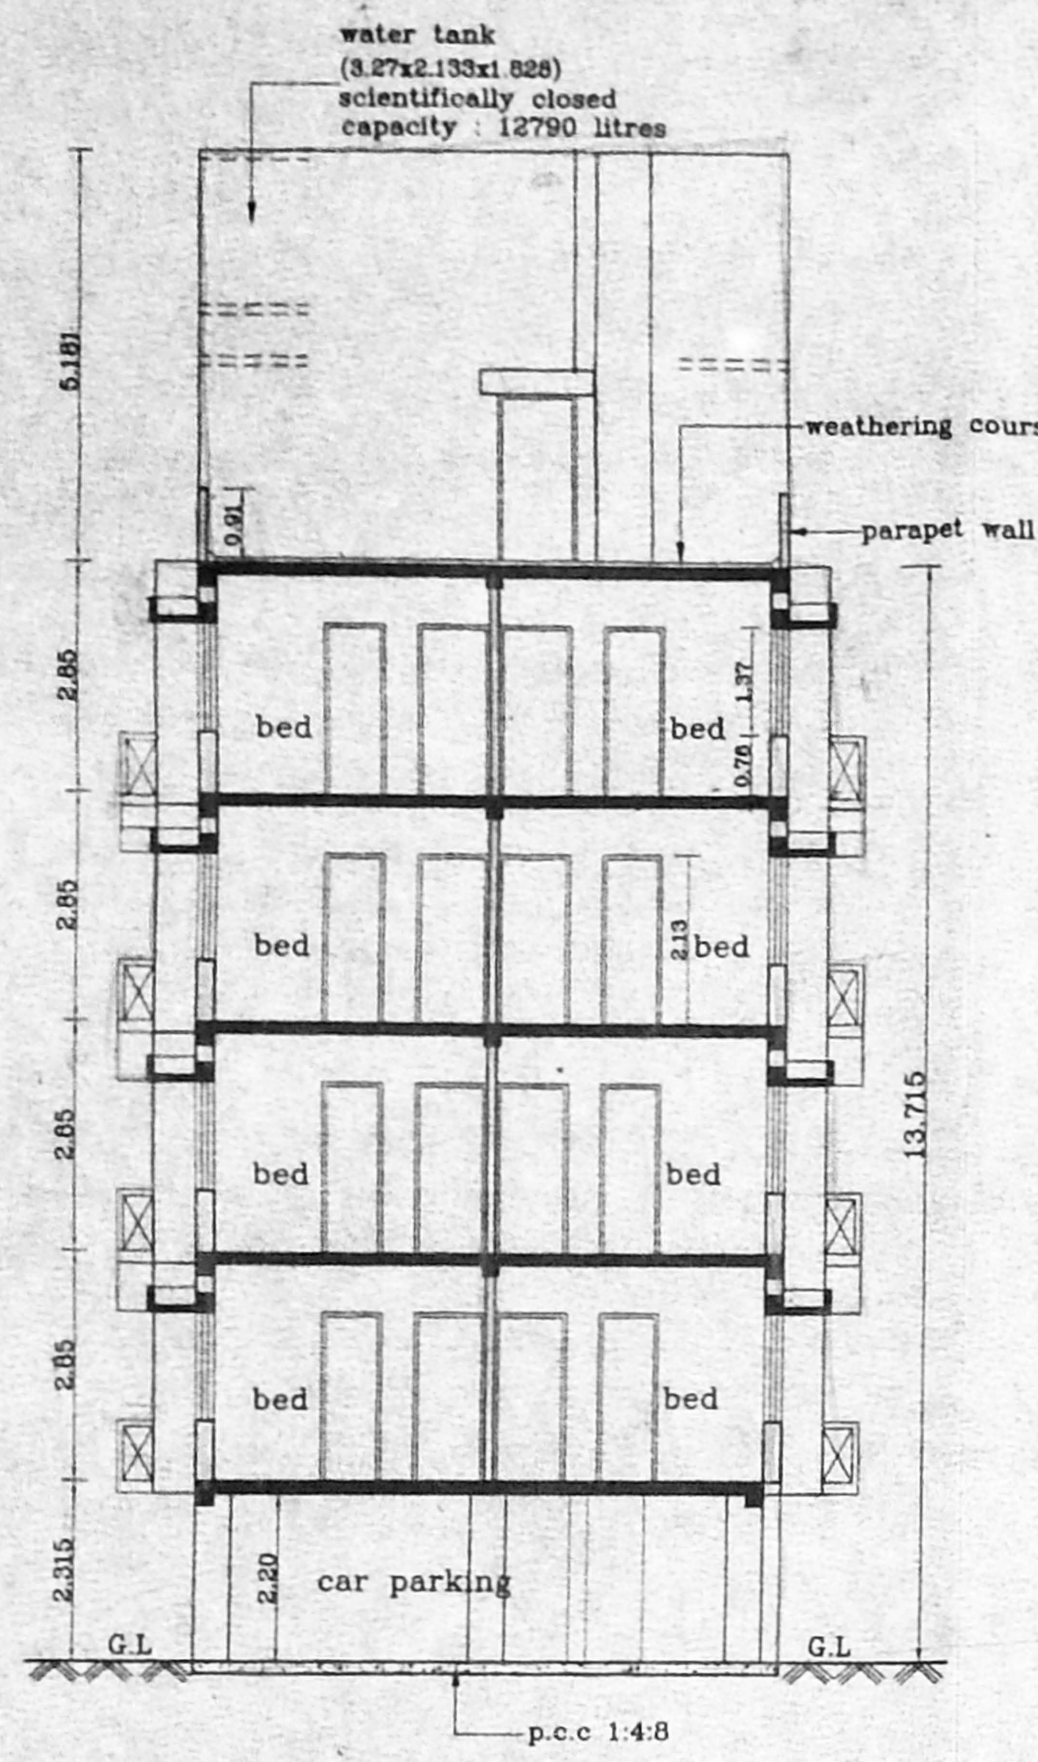 water tank
(3.27x2.133x1.828)
scientifically closed
capacity : 12790 litres
5.181
weathering cours
0.91
parapet wall
2.85
bed
bed
1.37
0.76
2.85
bed
2.13
bed
13.715
2.85
bed
bed
2.85
bed
bed
2.315
2.20
car parking
G.L
G.L
p.c.c 1:4:8